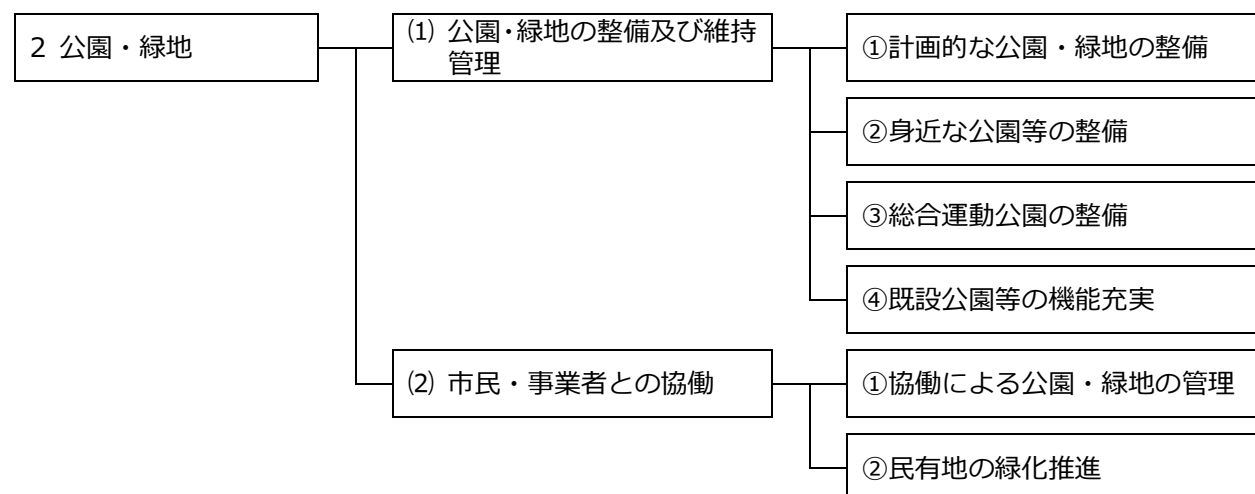 2 公園・緑地
⑴ 公園・緑地の整備及び維持
管理
①計画的な公園・緑地の整備
②身近な公園等の整備
③総合運動公園の整備
④既設公園等の機能充実
⑵ 市民・事業者との協働
①協働による公園・緑地の管理
②民有地の緑化推進